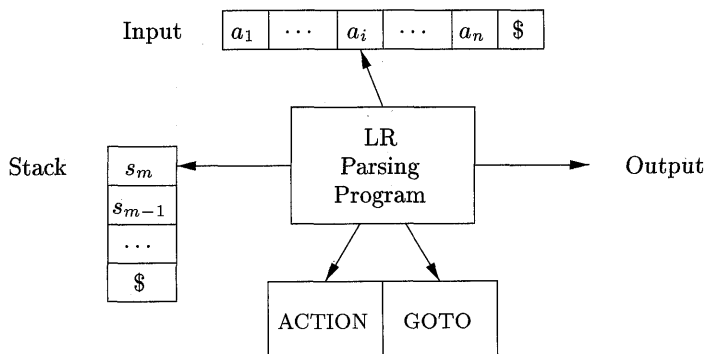 Input a₁ ⋯ aᵢ ⋯ aₙ $
LR
Parsing
Program
Stack
sₘ
sₘ₋₁
⋯
$
Output
ACTION GOTO